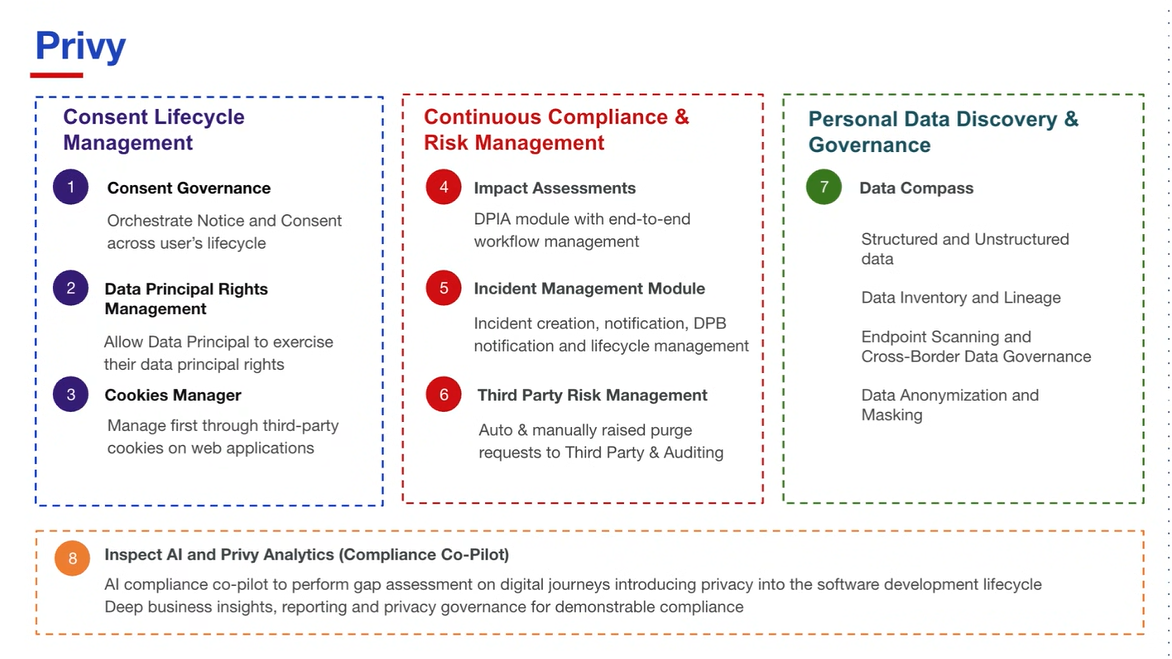 Privy
Consent Lifecycle
Management
1
Consent Governance
Orchestrate Notice and Consent
across user’s lifecycle
2
Data Principal Rights
Management
Allow Data Principal to exercise
their data principal rights
3
Cookies Manager
Manage first through third-party
cookies on web applications
Continuous Compliance &
Risk Management
4
Impact Assessments
DPIA module with end-to-end
workflow management
5
Incident Management Module
Incident creation, notification, DPB
notification and lifecycle management
6
Third Party Risk Management
Auto & manually raised purge
requests to Third Party & Auditing
Personal Data Discovery &
Governance
7
Data Compass
Structured and Unstructured
data
Data Inventory and Lineage
Endpoint Scanning and
Cross-Border Data Governance
Data Anonymization and
Masking
8
Inspect AI and Privy Analytics (Compliance Co-Pilot)
AI compliance co-pilot to perform gap assessment on digital journeys introducing privacy into the software development lifecycle
Deep business insights, reporting and privacy governance for demonstrable compliance